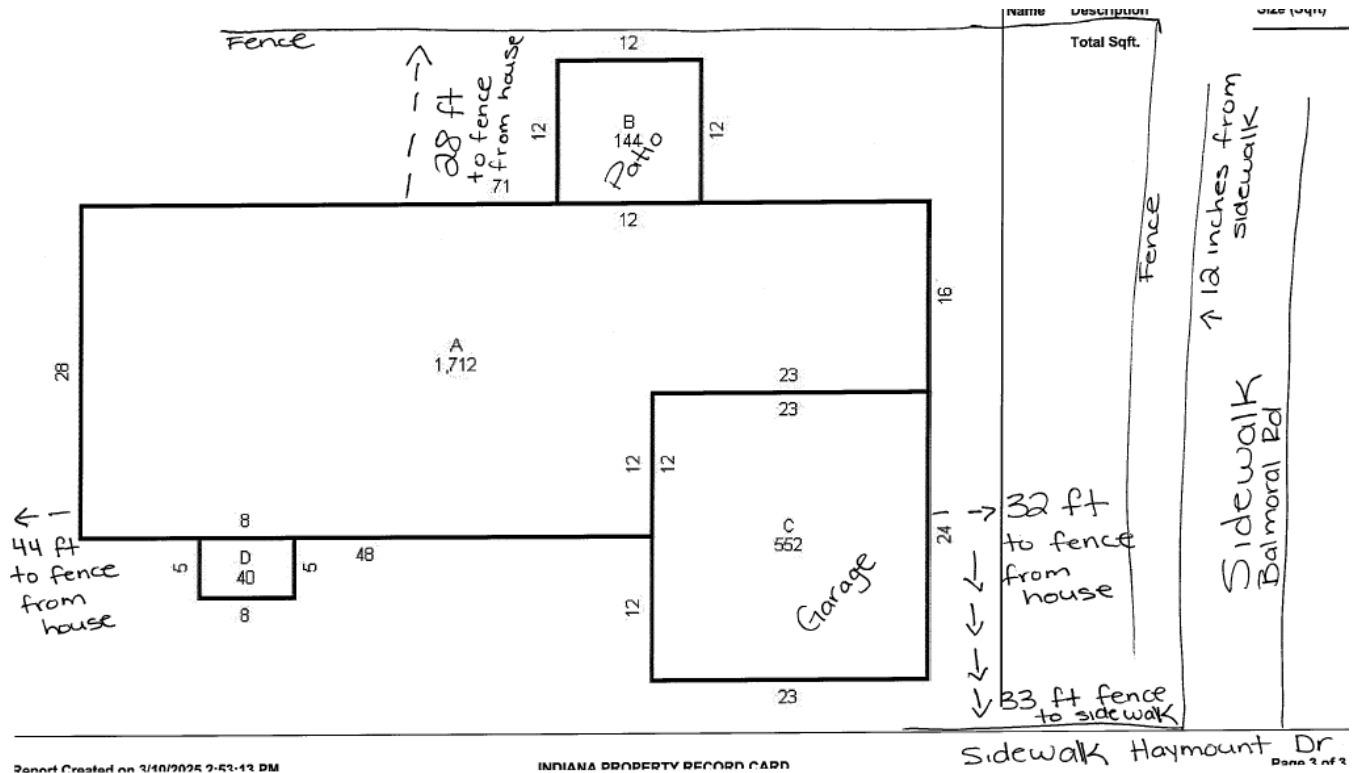 Name Description Size (Sqft)
Total Sqft.
Fence
12
28 ft
to fence
from house
71
12
B
144
Patio
12
12
Fence
↑ 12 inches from
sidewalk
16
28
A
1,712
23
23
12
12
Sidewalk
Balmoral Rd
44 ft
to fence
from
house
8
5
D
40
5
8
48
12
C
552
Garage
24
23
32 ft
to fence
from
house
33 ft fence
to sidewalk
Sidewalk Haymount Dr
Report Created on 3/10/2025 2:53:13 PM
INDIANA PROPERTY RECORD CARD
Page 3 of 3